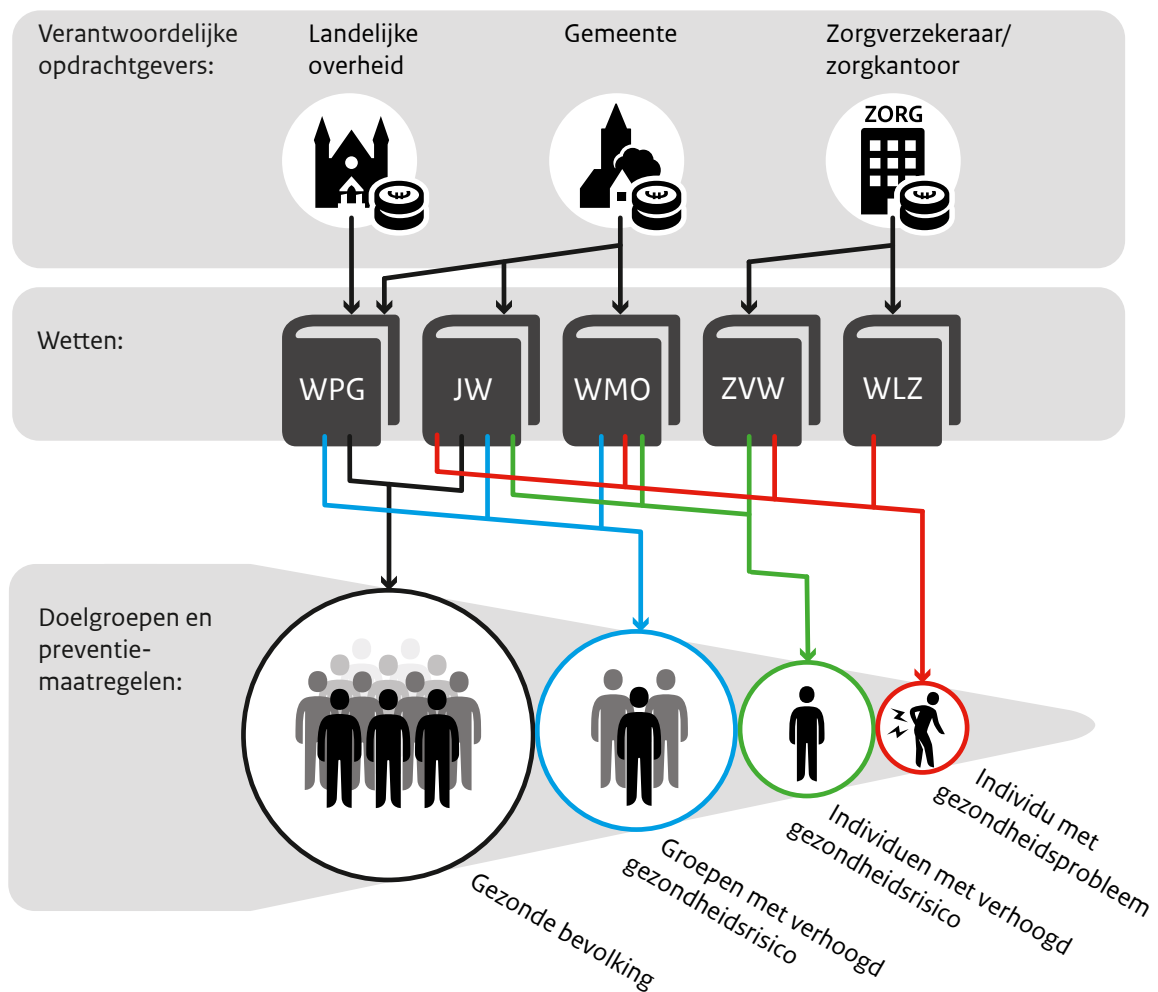 Verantwoordelijke
opdrachtgevers:
Landelijke
overheid
Gemeente
Zorgverzekeraar/
zorgkantoor
ZORG
Wetten:
WPG
JW
WMO
ZVW
WLZ
Doelgroepen en
preventie-
maatregelen:
Gezonde bevolking
Groepen met verhoogd
gezondheidsrisico
Individuen met verhoogd
gezondheidsrisico
Individu met
gezondheidsprobleem